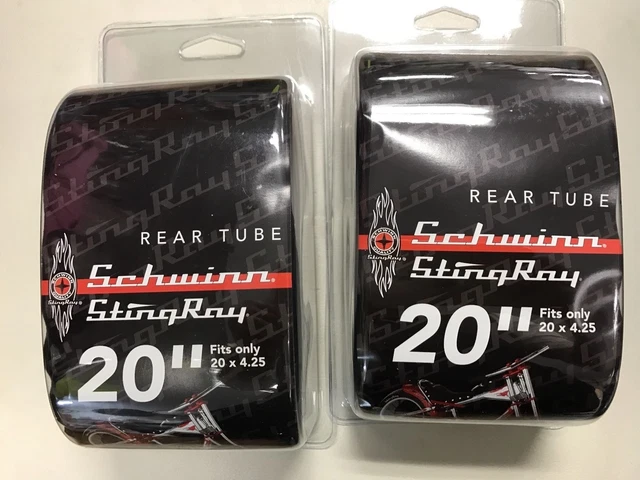 REAR TUBE
Schwinn
StingRay
20"
Fits only
20 x 4.25
REAR TUBE
Schwinn
StingRay
20"
Fits only
20 x 4.25